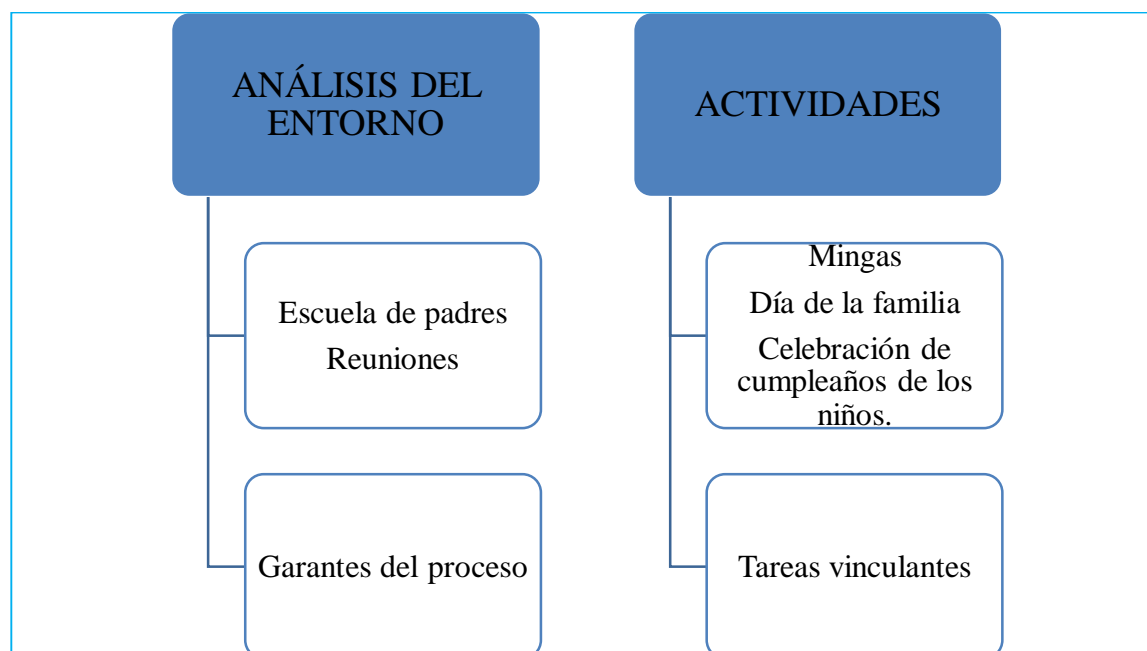 ANÁLISIS DEL
ENTORNO
Escuela de padres
Reuniones
Garantes del proceso
ACTIVIDADES
Mingas
Día de la familia
Celebración de
cumpleaños de los
niños.
Tareas vinculantes